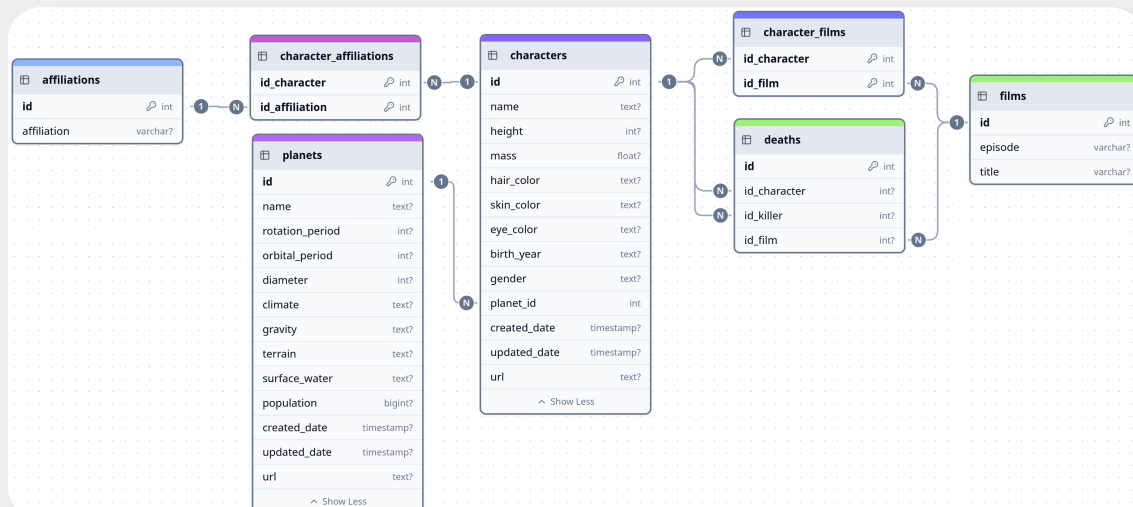 affiliations
id int
affiliation varchar?
character_affiliations
id_character int
id_affiliation int
planets
id int
name text?
rotation_period int?
orbital_period int?
diameter int?
climate text?
gravity text?
terrain text?
surface_water text?
population bigint?
created_date timestamp?
updated_date timestamp?
url text?
Show Less
characters
id int
name text?
height int?
mass float?
hair_color text?
skin_color text?
eye_color text?
birth_year text?
gender text?
planet_id int
created_date timestamp?
updated_date timestamp?
url text?
Show Less
character_films
id_character int
id_film int
deaths
id int
id_character int?
id_killer int?
id_film int?
films
id int
episode varchar?
title varchar?
1
N
N
1
1
N
1
N
N
N
N
N
1